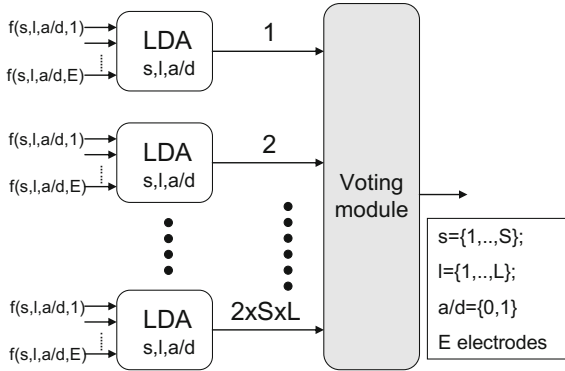 f(s,l,a/d,1)
f(s,l,a/d,E)
LDA
s,l,a/d
1
f(s,l,a/d,1)
f(s,l,a/d,E)
LDA
s,l,a/d
2
f(s,l,a/d,1)
f(s,l,a/d,E)
LDA
s,l,a/d
2xSxL
Voting
module
s={1,..,S};
l={1,..,L};
a/d={0,1}
E electrodes